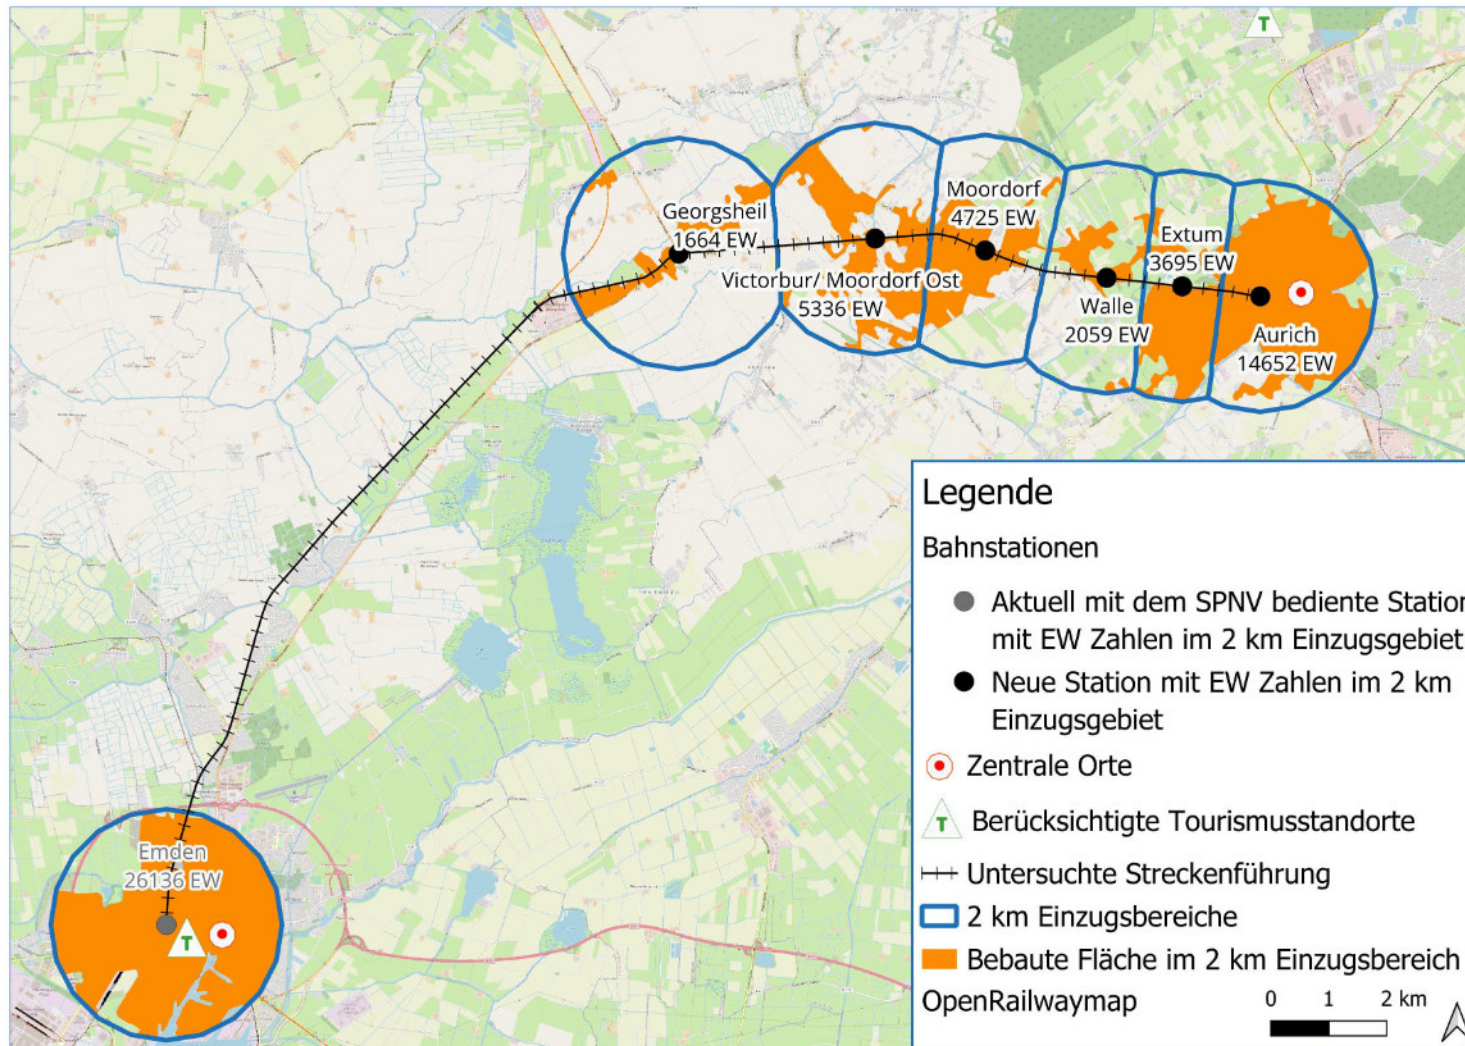 T
Moordorf
4725 EW
Georgsheil
1664 EW
Extum
3695 EW
Victorbur/ Moordorf Ost
5336 EW
Walle
2059 EW
Aurich
14652 EW
Emden
26136 EW
T
Legende
Bahnstationen
Aktuell mit dem SPNV bediente Station
mit EW Zahlen im 2 km Einzugsgebiet
Neue Station mit EW Zahlen im 2 km
Einzugsgebiet
Zentrale Orte
T Berücksichtigte Tourismusstandorte
Untersuchte Streckenführung
2 km Einzugsbereiche
Bebaute Fläche im 2 km Einzugsbereich
OpenRailwaymap
0 1 2 km